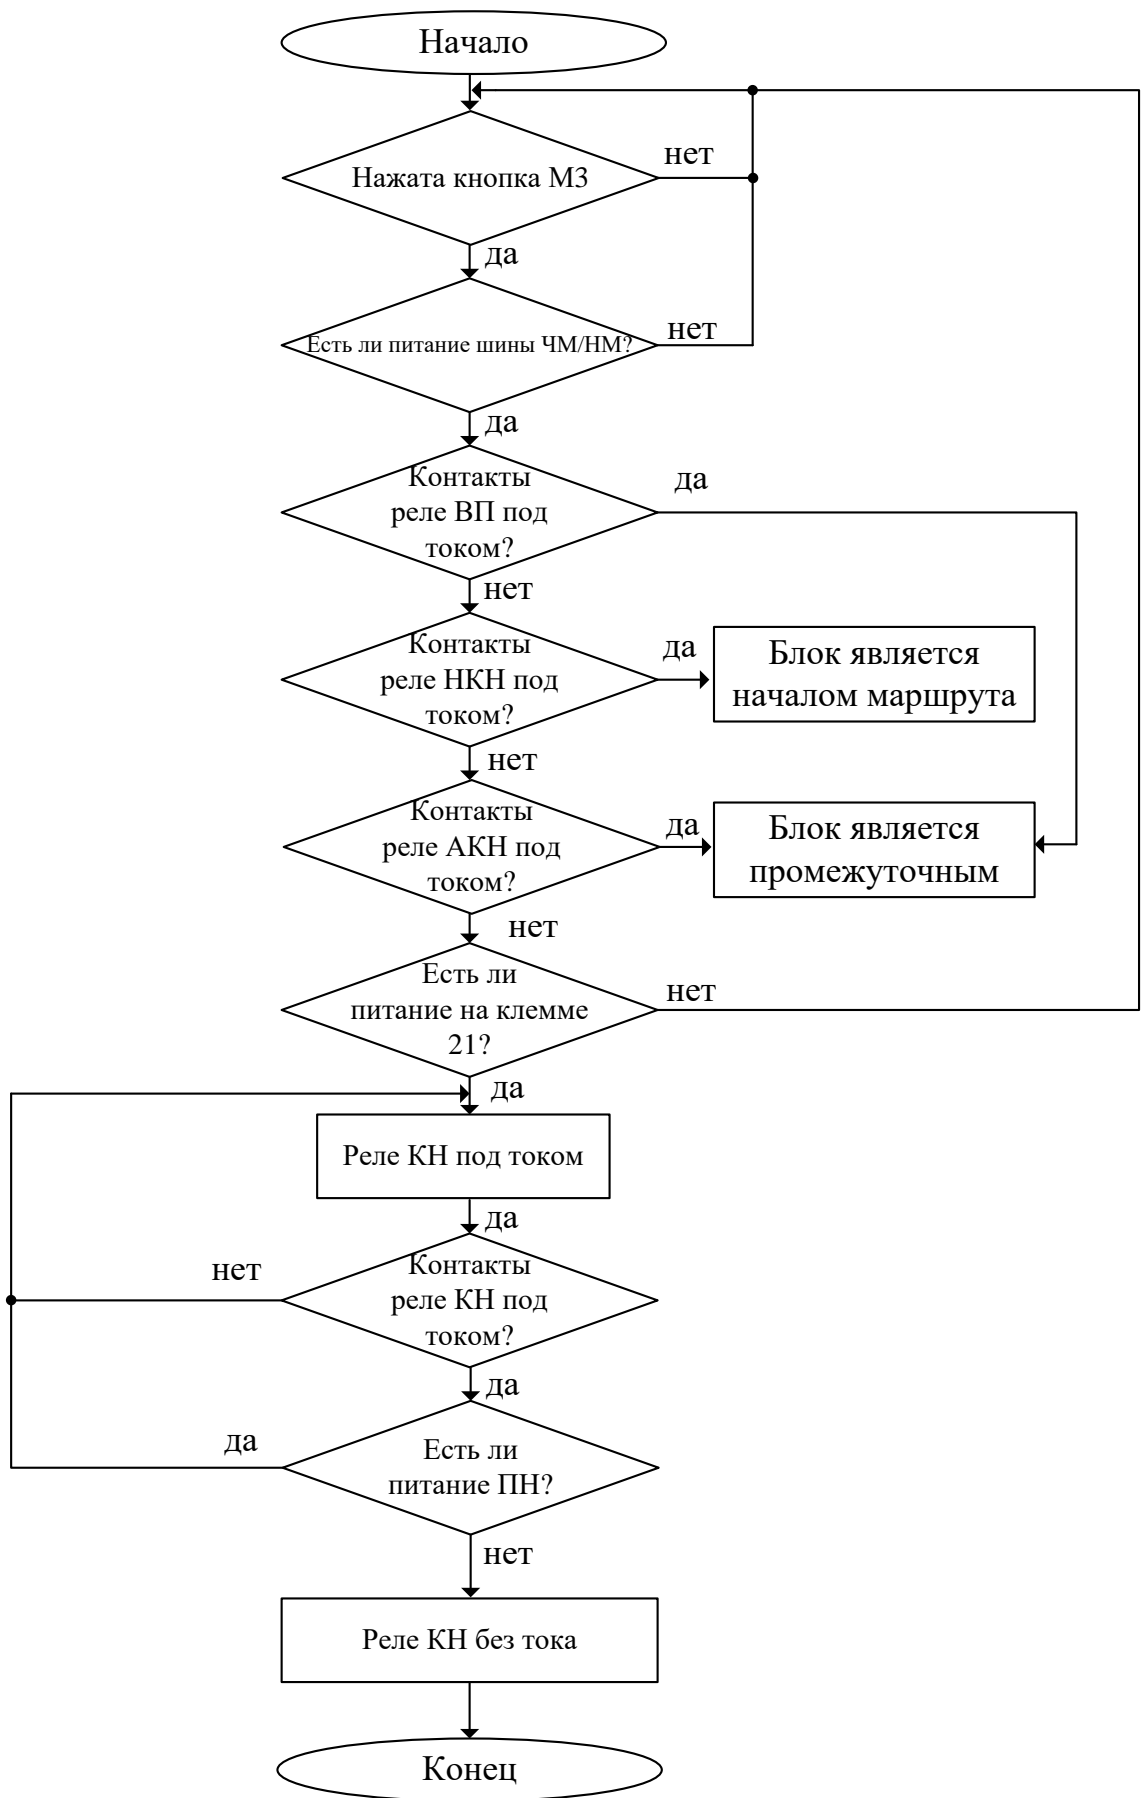 Начало
нет
Нажата кнопка МЗ
да
нет
Есть ли питание шины ЧМ/НМ?
да
Контакты
реле ВП под
током?
да
нет
Контакты
реле НКН под
током?
да
Блок является
началом маршрута
нет
Контакты
реле АКН под
током?
да
Блок является
промежуточным
нет
Есть ли
питание на клемме
21?
нет
да
Реле КН под током
да
нет
Контакты
реле КН под
током?
да
да
Есть ли
питание ПН?
нет
Реле КН без тока
Конец